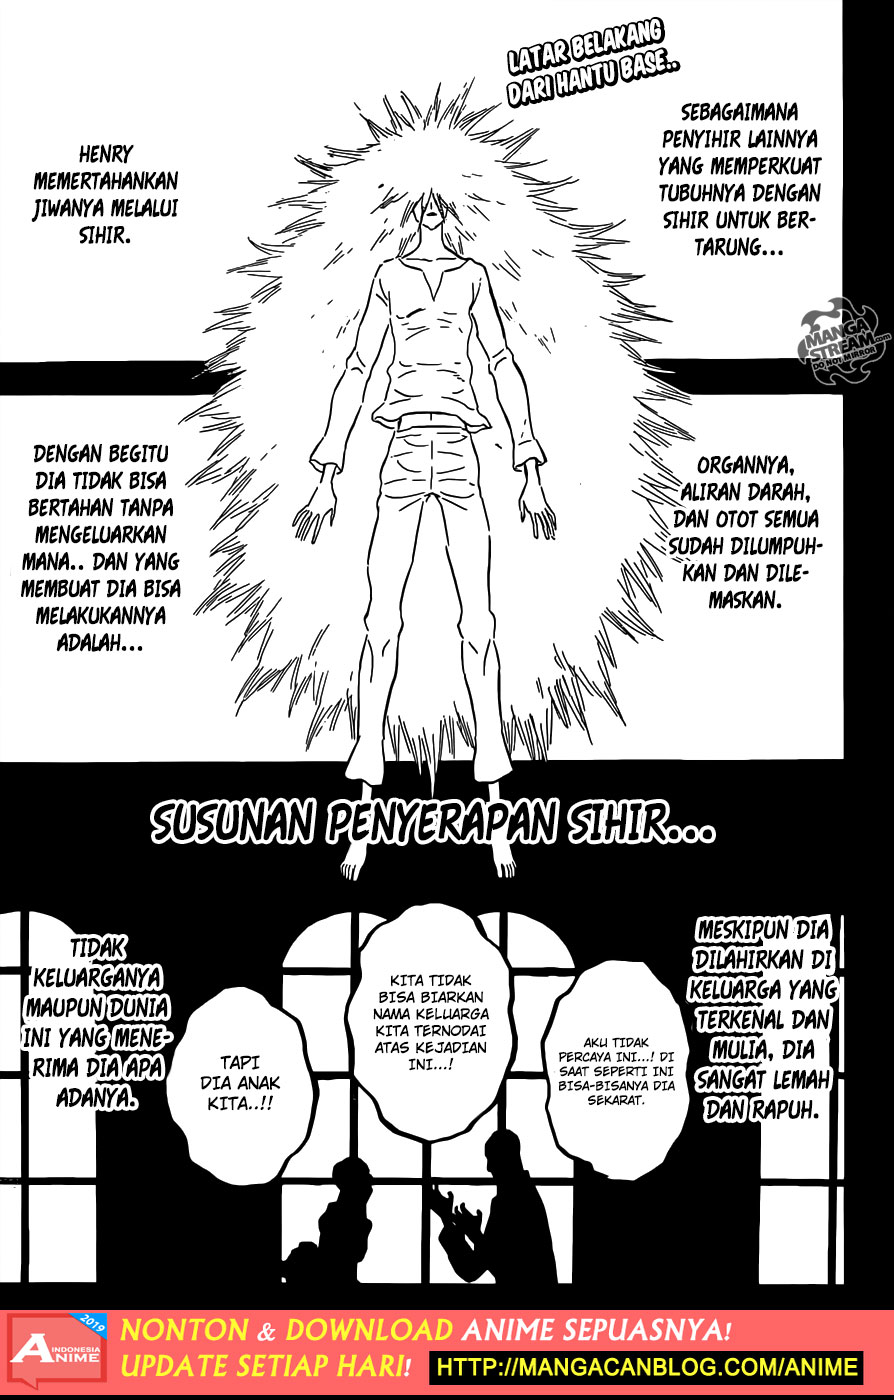 LATAR BELAKANG
DARI HANTU BASE..
SEBAGAIMANA
PENYIHIR LAINNYA
YANG MEMPERKUAT
TUBUHNYA DENGAN
SIHIR UNTUK BER-
TARUNG...
HENRY
MEMERTAHANKAN
JIWANYA MELALUI
SIHIR.
MANGA
STREAM.com
DO NOT MIRROR
ORGANNYA,
ALIRAN DARAH,
DAN OTOT SEMUA
SUDAH DILUMPUH-
KAN DAN DILE-
MASKAN.
DENGAN BEGITU
DIA TIDAK BISA
BERTAHAN TANPA
MENGELUARKAN
MANA.. DAN YANG
MEMBUAT DIA BISA
MELAKUKANNYA
ADALAH...
SUSUNAN PENYERAPAN SIHIR...
MESKIPUN DIA
DILAHIRKAN DI
KELUARGA YANG
TERKENAL DAN
MULIA, DIA
SANGAT LEMAH
DAN RAPUH.
AKU TIDAK
PERCAYA INI...! DI
SAAT SEPERTI INI
BISA-BISANYA DIA
SEKARAT.
KITA TIDAK
BISA BIARKAN
NAMA KELUARGA
KITA TERNODAI
ATAS KEJADIAN
INI...!
TAPI
DIA ANAK
KITA..!!
TIDAK
KELUARGANYA
MAUPUN DUNIA
INI YANG MENE-
RIMA DIA APA
ADANYA.
2019
A INDONESIA
ANIME
NONTON & DOWNLOAD ANIME SEPUASNYA!
UPDATE SETIAP HARI! HTTP://MANGACANBLOG.COM/ANIME